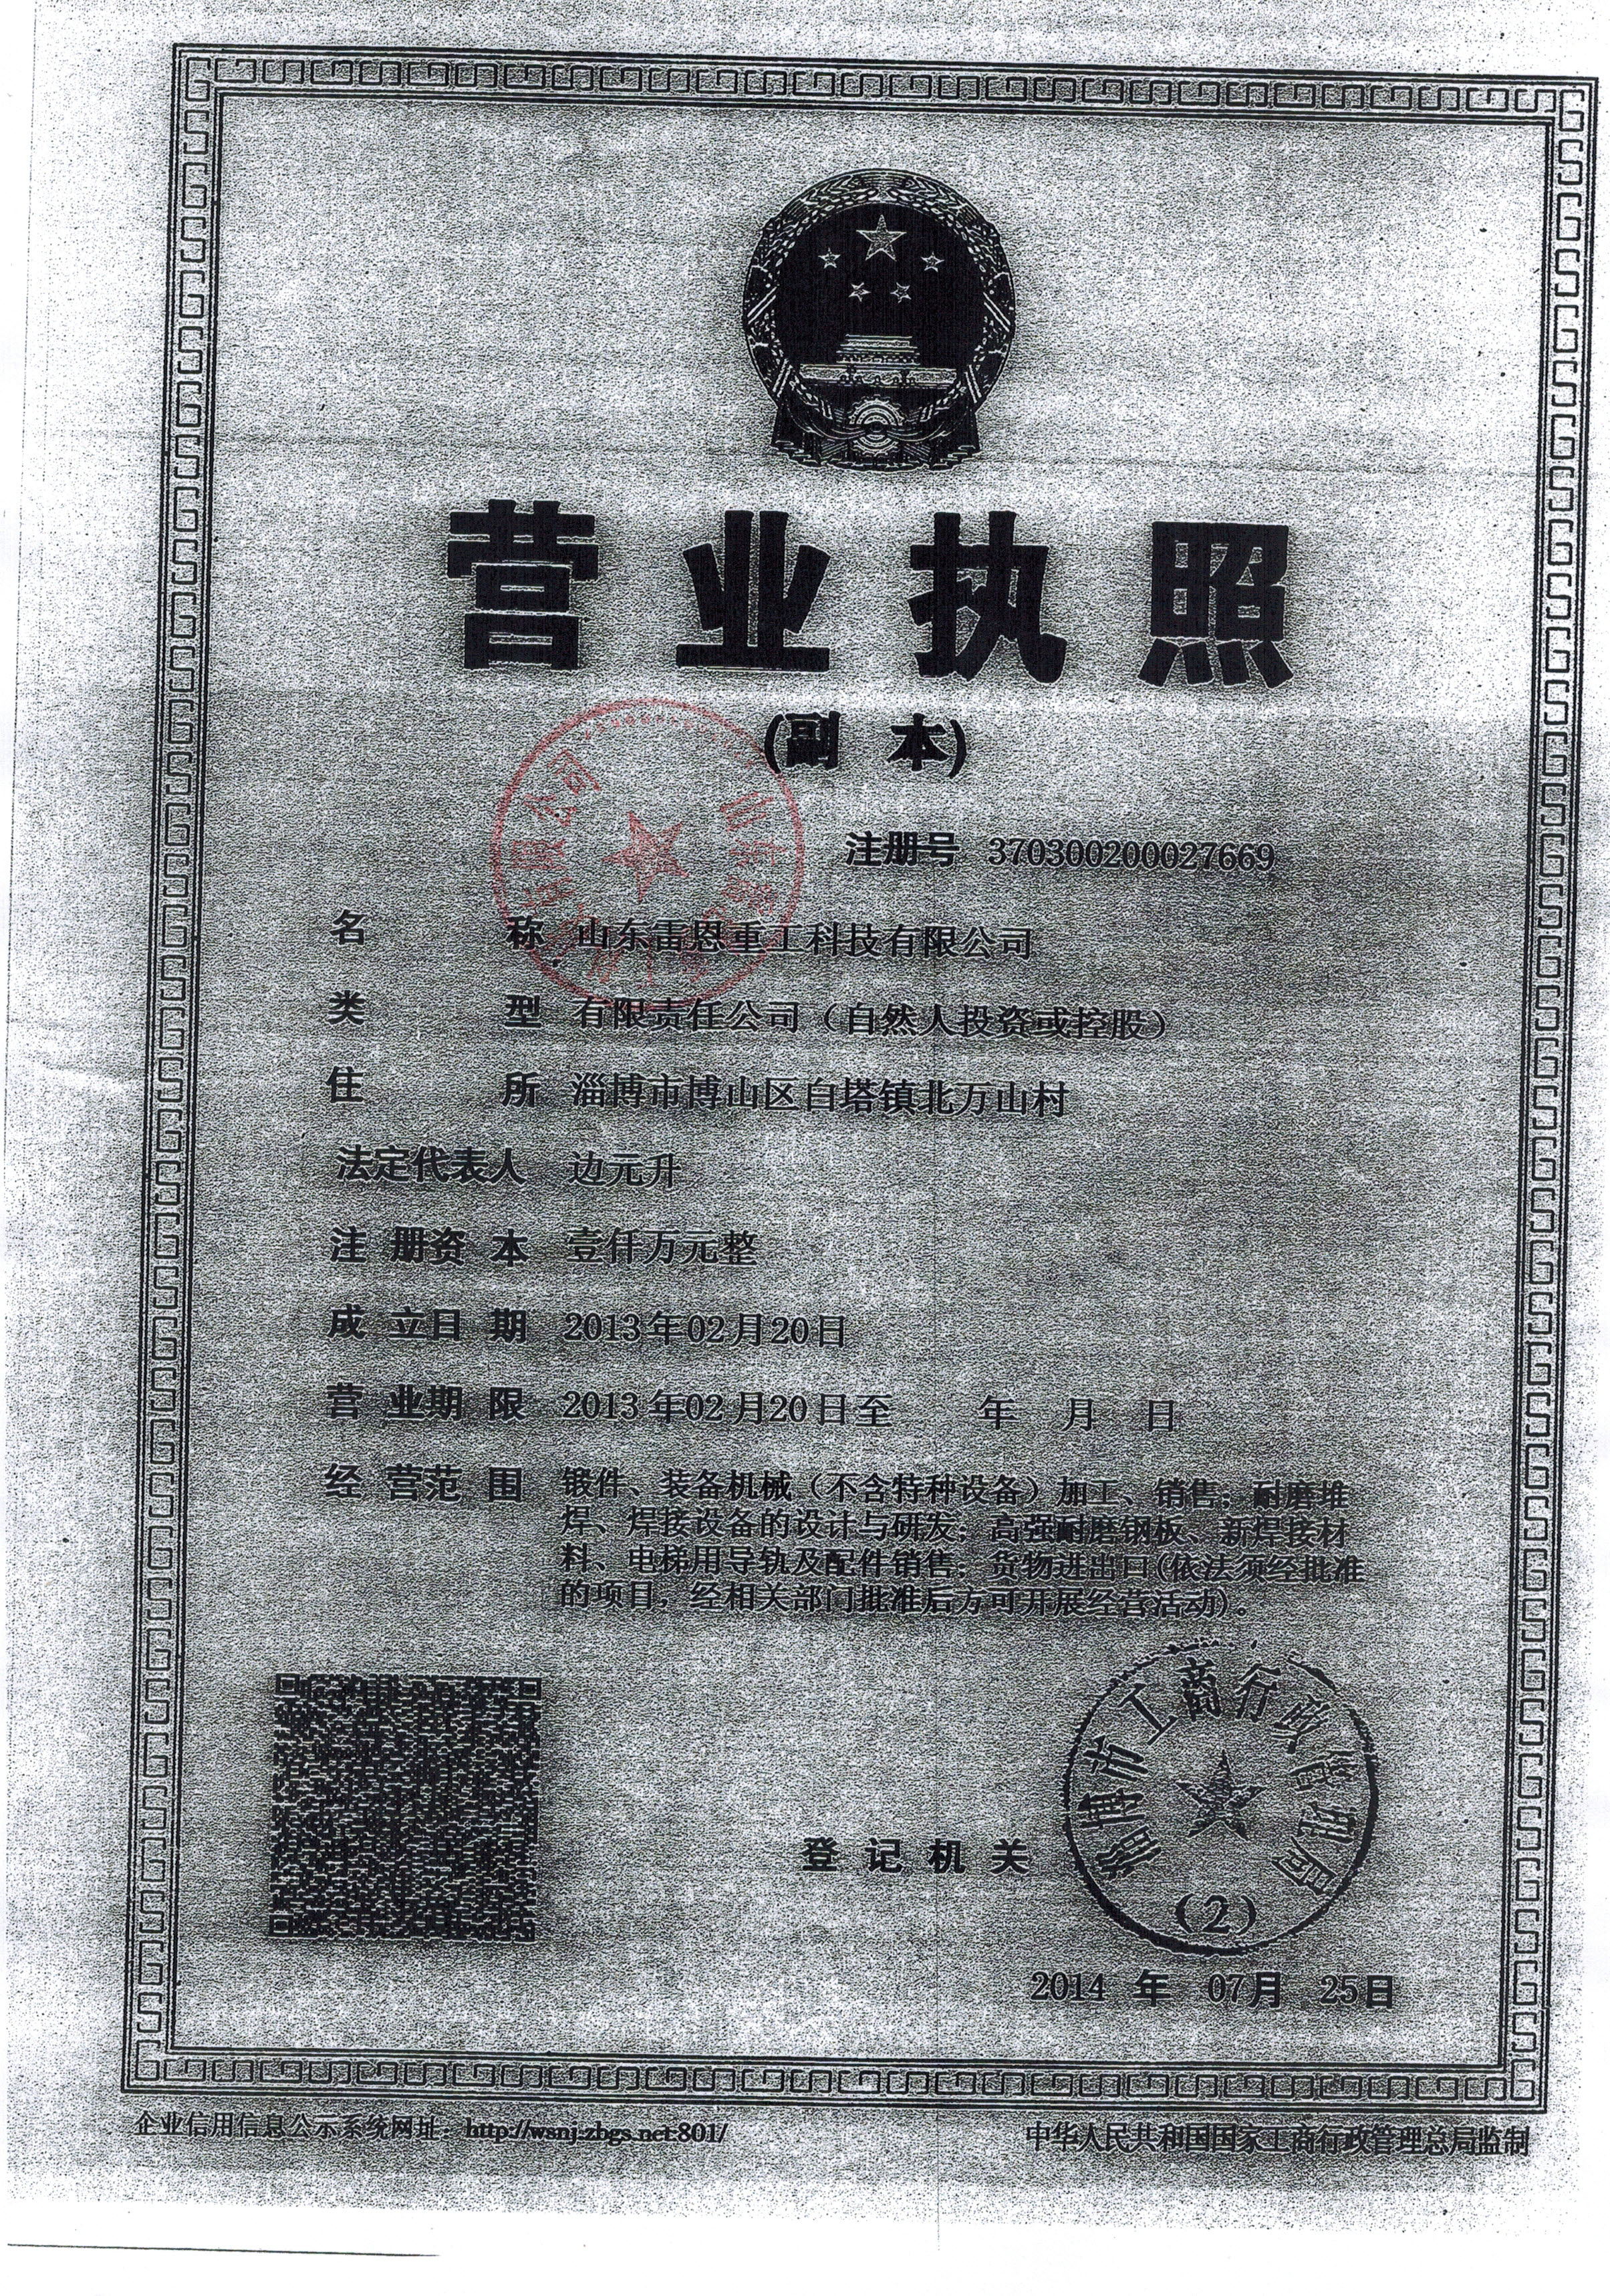 营业执照
(副 本)
注册号 370300200027669
名 称 山东雷恩重工科技有限公司
类 型 有限责任公司（自然人投资或控股）
住 所 淄博市博山区白塔镇北万山村
法定代表人 边元升
注册资本 壹仟万元整
成立日期 2013年02月20日
营业期限 2013年02月20日至 年 月 日
经营范围 锻件、装备机械（不含特种设备）加工、销售；耐磨堆
焊、焊接设备的设计与研发；高强耐磨钢板、新焊接材
料、电梯用导轨及配件销售；货物进出口(依法须经批准
的项目，经相关部门批准后方可开展经营活动)。
淄博市工商行政管理局
(2)
登记机关
2014 年 07月 25日
企业信用信息公示系统网址：http://wsnj.zbgs.net:801/
中华人民共和国国家工商行政管理总局监制